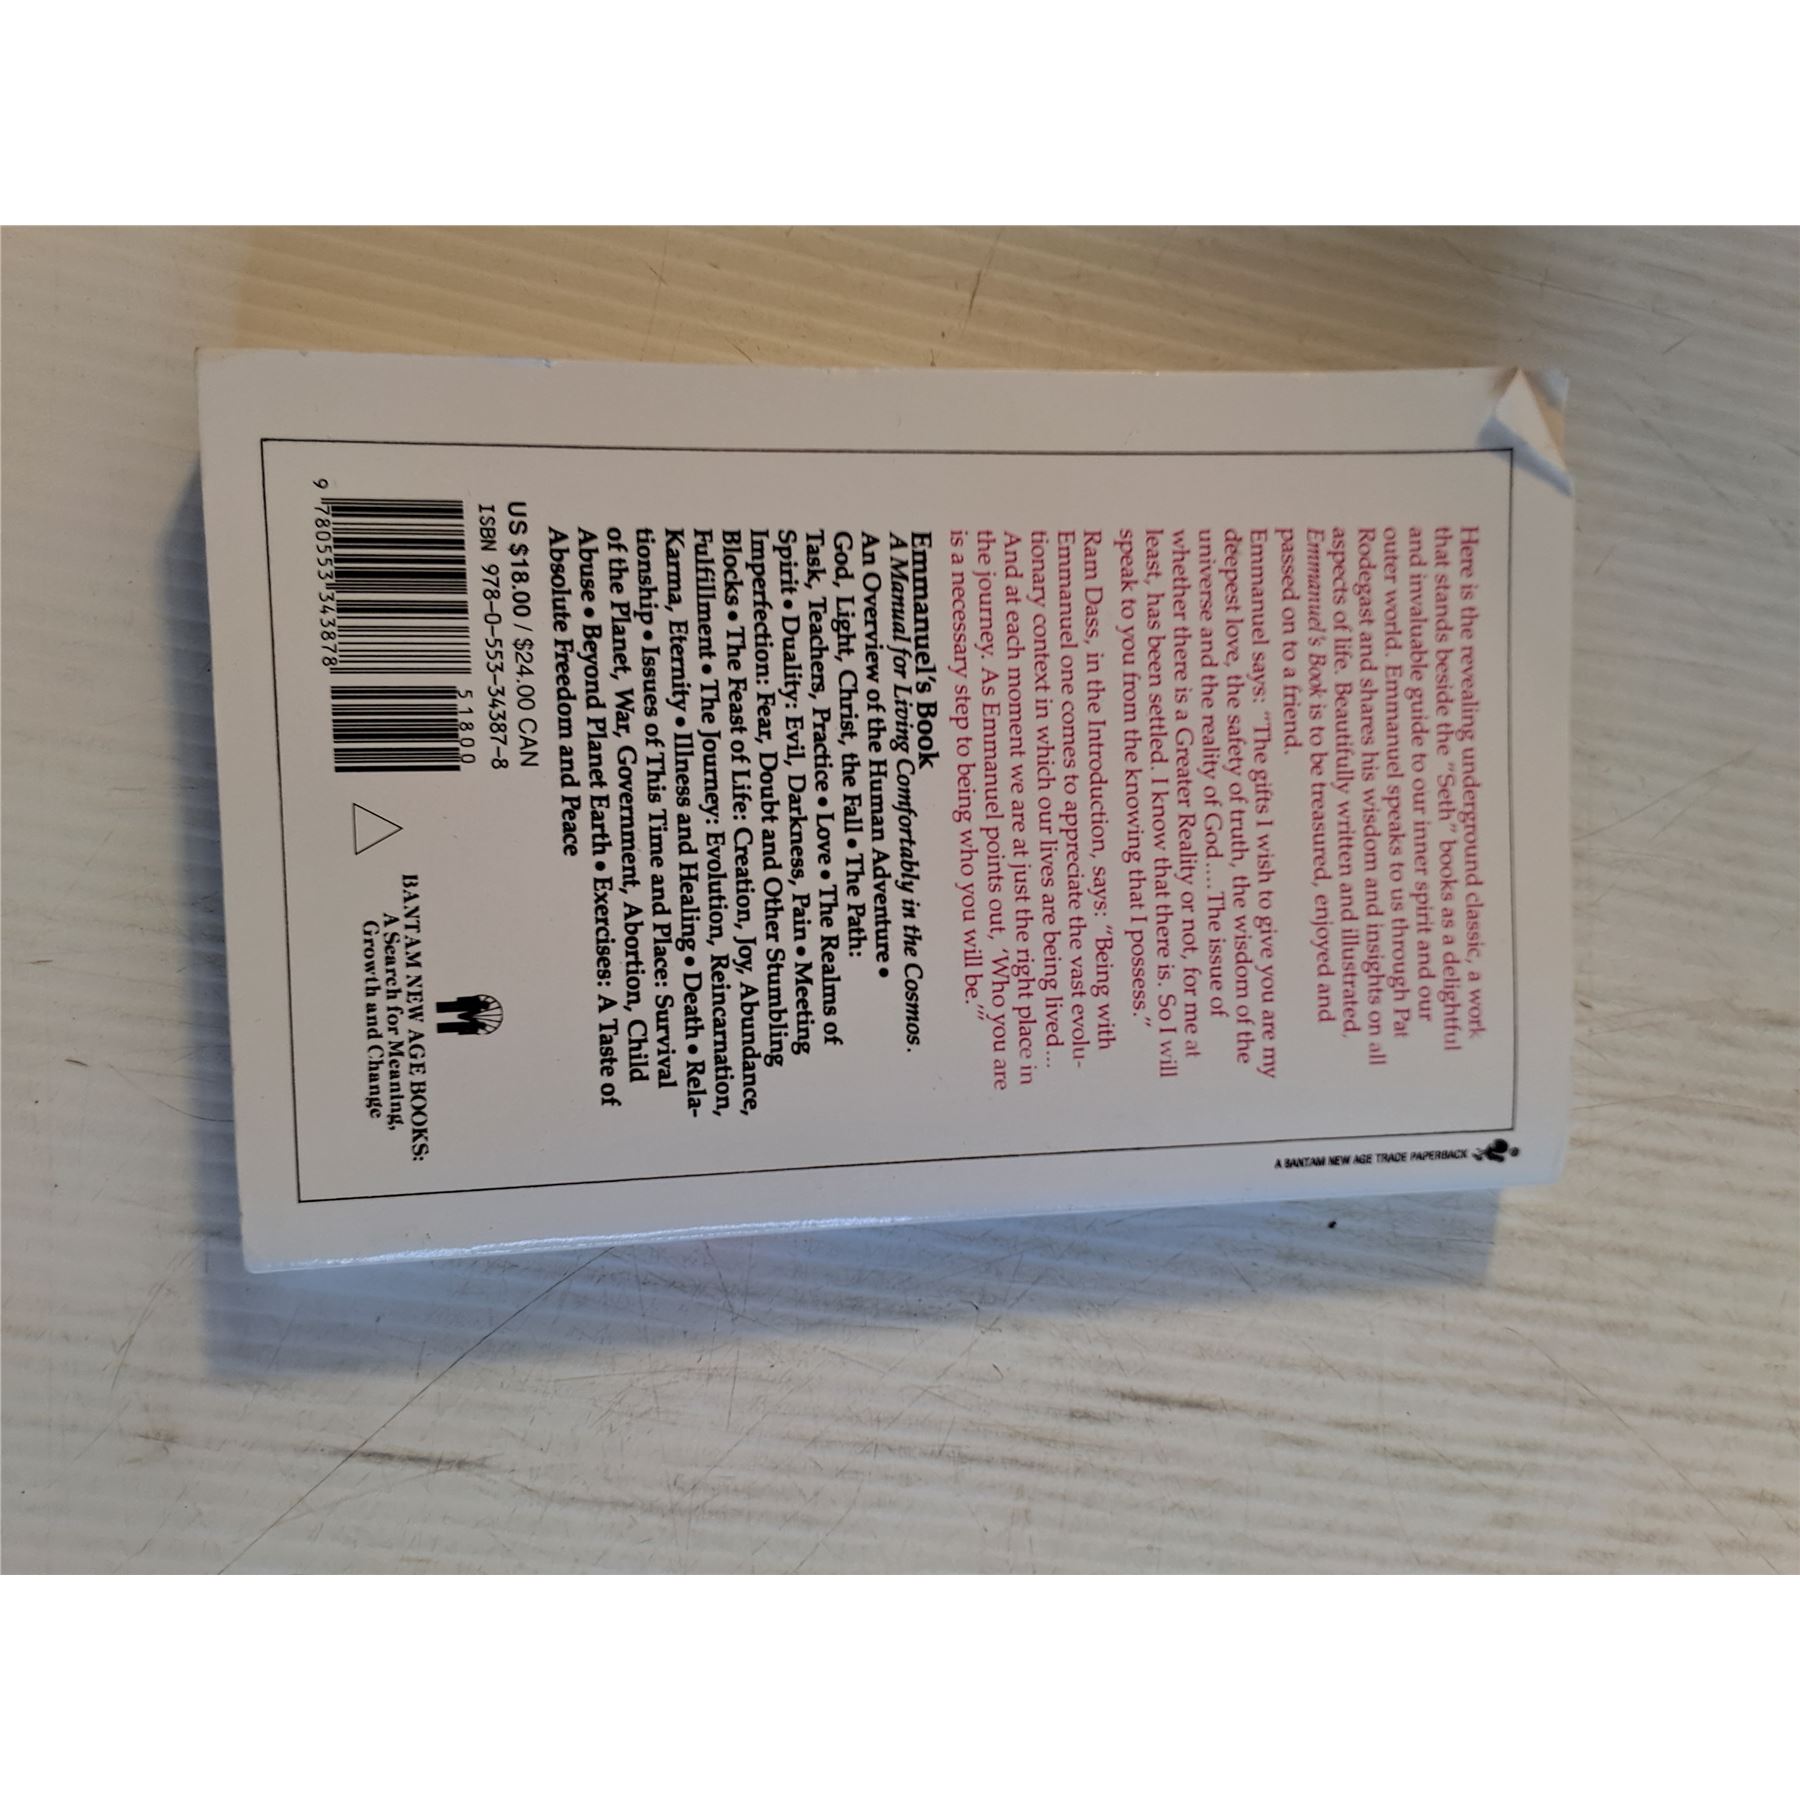 A BANTAM NEW AGE TRADE PAPERBACK
Here is the revealing underground classic, a work
that stands beside the "Seth" books as a delightful
and invaluable guide to our inner spirit and our
outer world. Emmanuel speaks to us through Pat
Rodegast and shares his wisdom and insights on all
aspects of life. Beautifully written and illustrated,
Emmanuel's Book is to be treasured, enjoyed and
passed on to a friend.
Emmanuel says: "The gifts I wish to give you are my
deepest love, the safety of truth, the wisdom of the
universe and the reality of God.... The issue of
whether there is a Greater Reality or not, for me at
least, has been settled. I know that there is. So I will
speak to you from the knowing that I possess."
Ram Dass, in the Introduction, says: "Being with
Emmanuel one comes to appreciate the vast evolu-
tionary context in which our lives are being lived...
And at each moment we are at just the right place in
the journey. As Emmanuel points out, 'Who you are
is a necessary step to being who you will be.'"
Emmanuel's Book
A Manual for Living Comfortably in the Cosmos.
An Overview of the Human Adventure •
God, Light, Christ, the Fall • The Path:
Task, Teachers, Practice • Love • The Realms of
Spirit • Duality: Evil, Darkness, Pain • Meeting
Imperfection: Fear, Doubt and Other Stumbling
Blocks • The Feast of Life: Creation, Joy, Abundance,
Fulfillment • The Journey: Evolution, Reincarnation,
Karma, Eternity • Illness and Healing • Death • Rela-
tionship • Issues of This Time and Place: Survival
of the Planet, War, Government, Abortion, Child
Abuse • Beyond Planet Earth • Exercises: A Taste of
Absolute Freedom and Peace
US $18.00 / $24.00 CAN
ISBN 978-0-553-34387-8
51800
9 780553 343878
BANTAM NEW AGE BOOKS:
A Search for Meaning,
Growth and Change